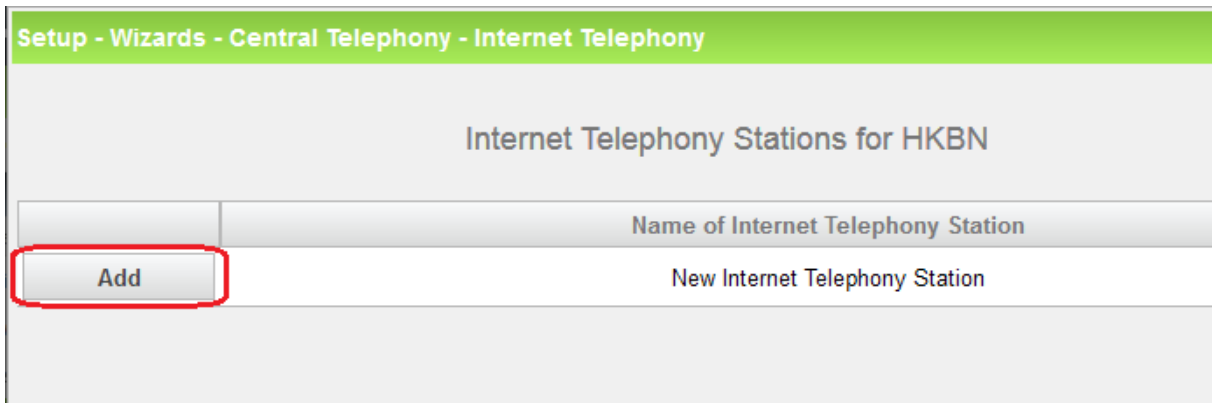 Setup - Wizards - Central Telephony - Internet Telephony
Internet Telephony Stations for HKBN
Name of Internet Telephony Station
Add New Internet Telephony Station